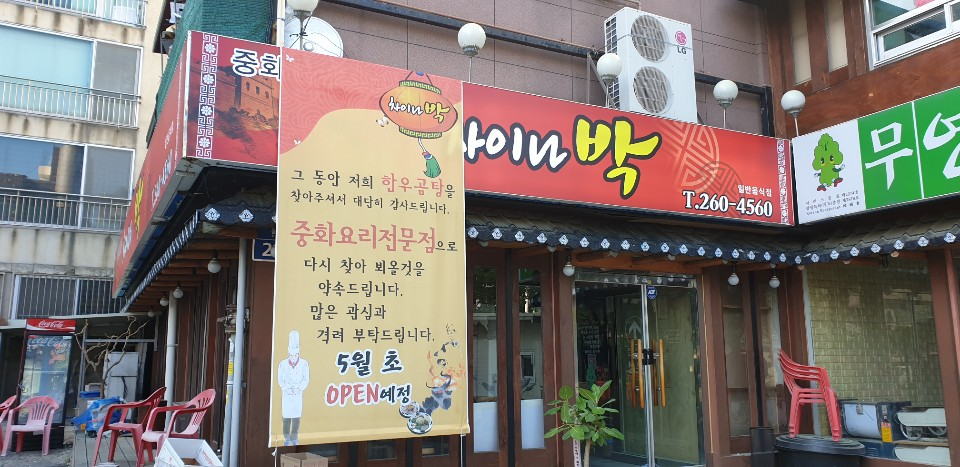 중화
차이나 박
일반음식점
T.260-4560
LG
무영
차이나 박
그 동안 저희 한우곰탕을
찾아주셔서 대단히 감사드립니다.
중화요리전문점으로
다시 찾아 뵈올것을
약속드립니다.
많은 관심과
격려 부탁드립니다.
5월 초
OPEN예정
Coca-Cola